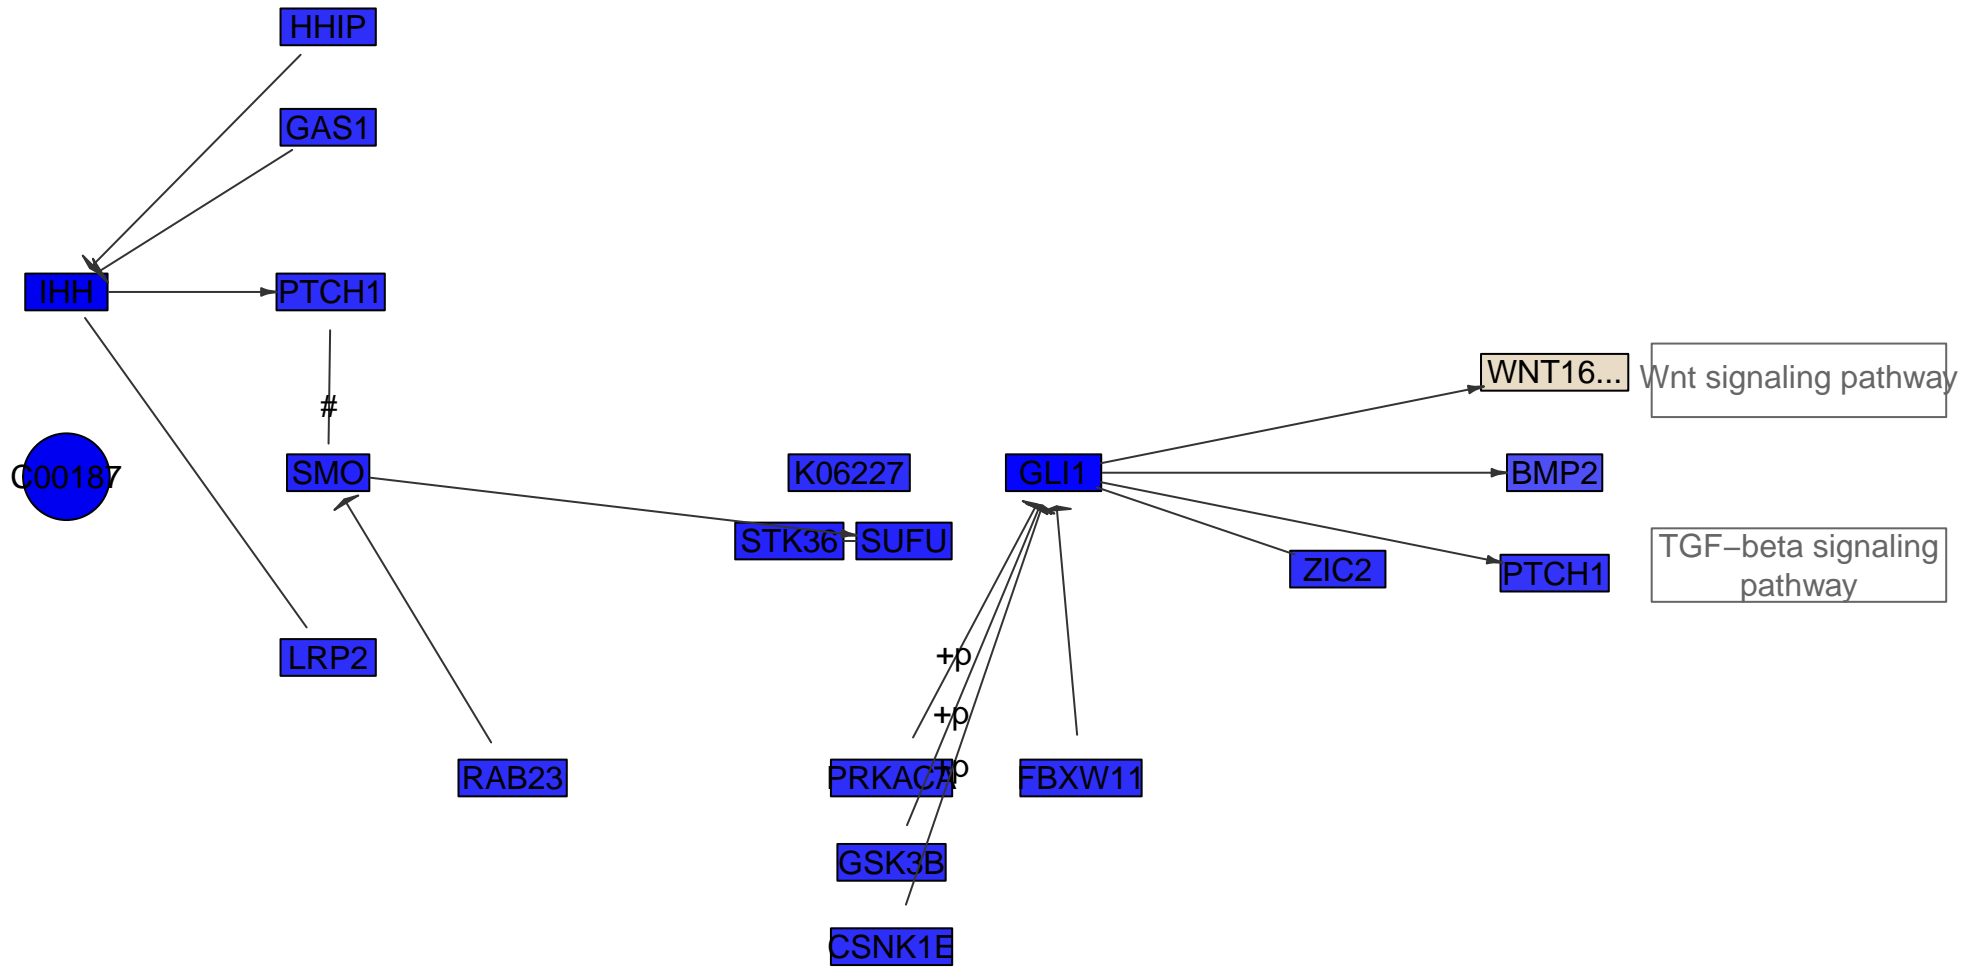 HHIP
GAS1
IHH
PTCH1
#
WNT16...
Wnt signaling pathway
C00187
SMO
K06227
GLI1
BMP2
STK36
SUFU
ZIC2
PTCH1
TGF−beta signaling
pathway
LRP2
+p
+p
+p
RAB23
PRKACA
FBXW11
GSK3B
CSNK1E